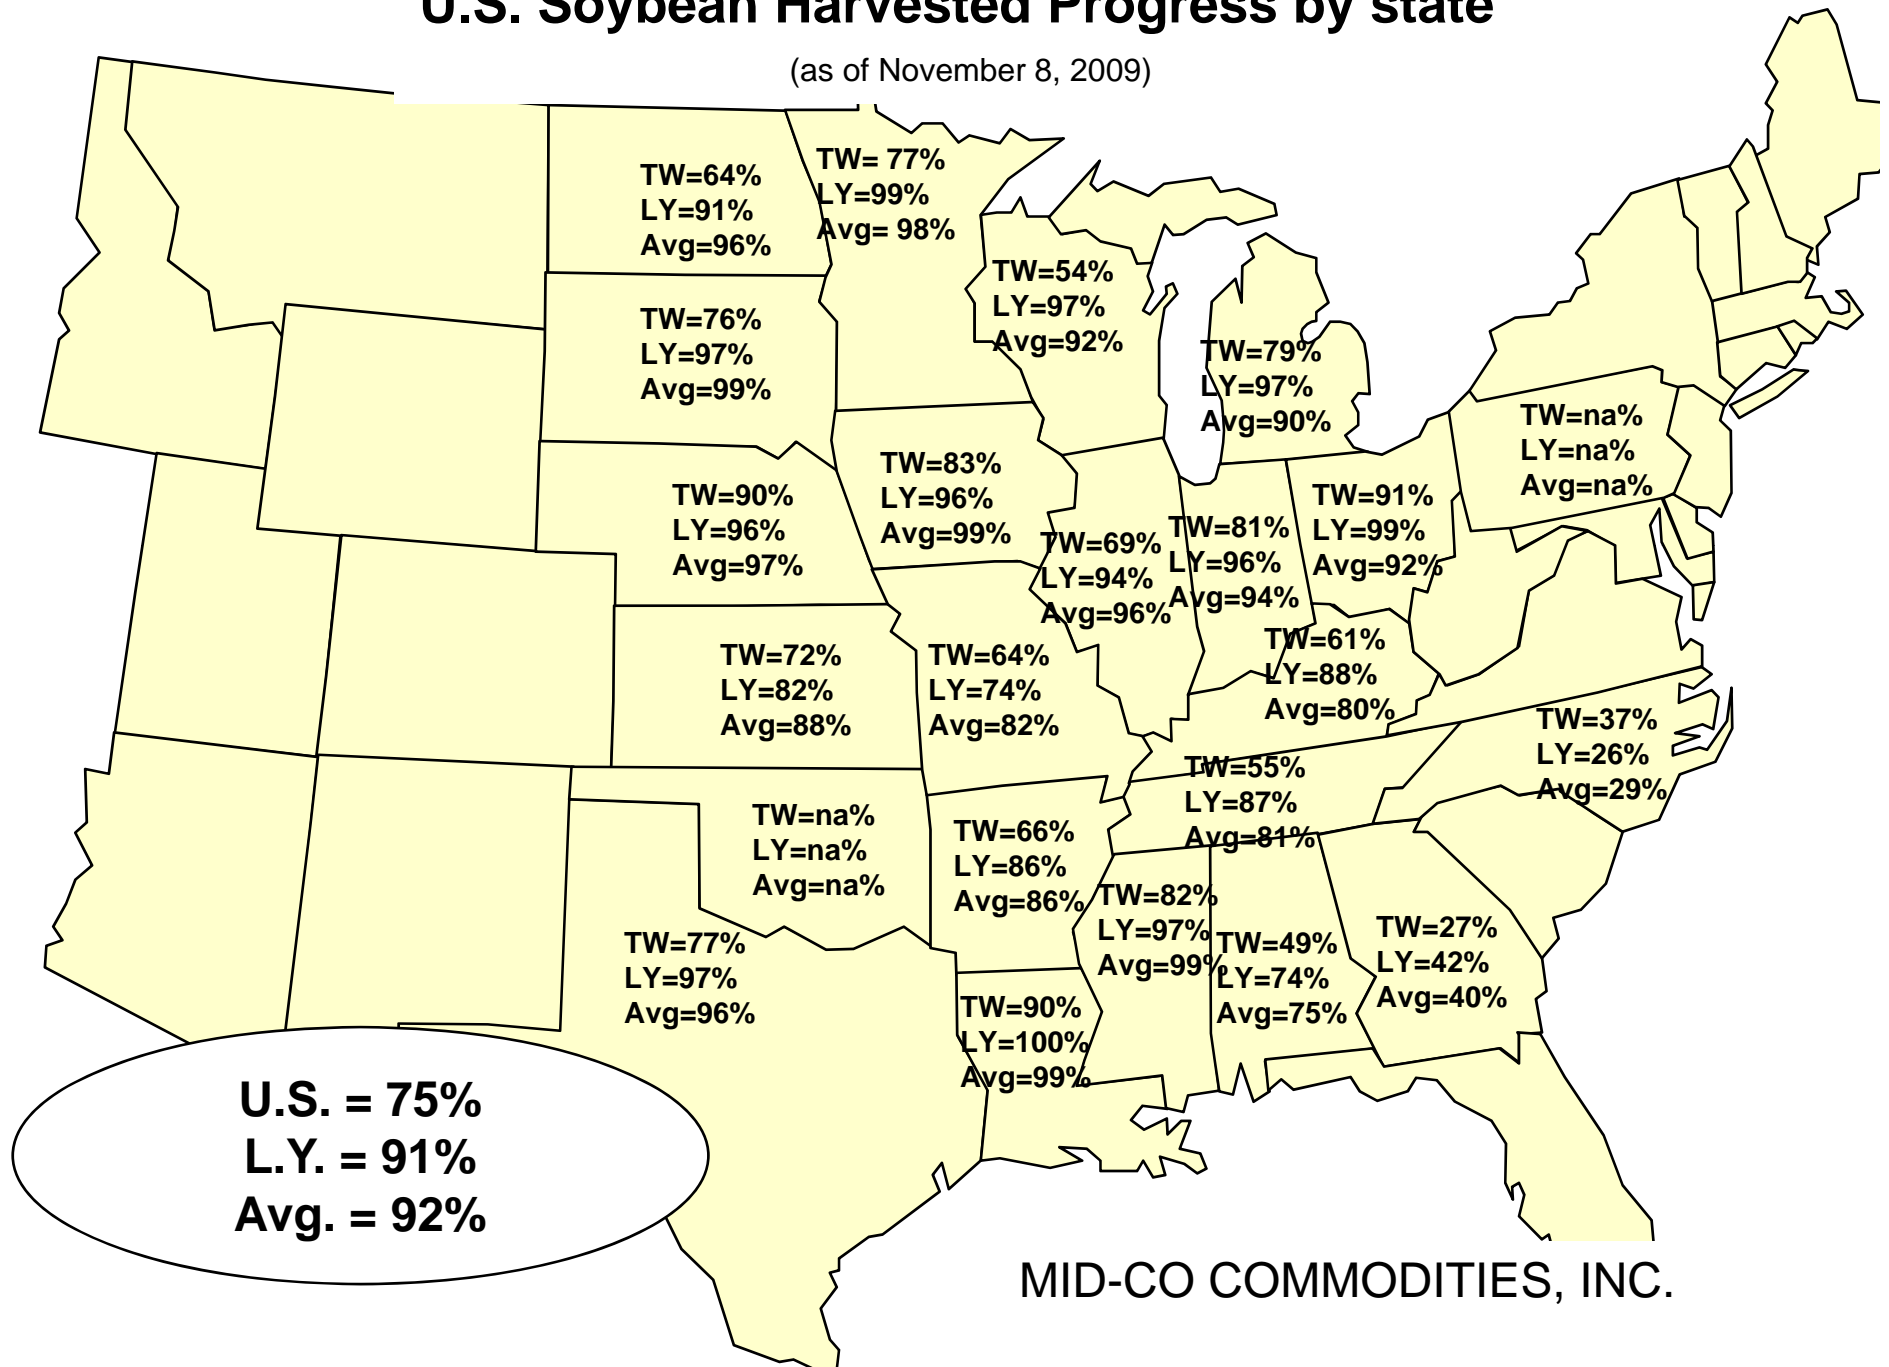 U.S. Soybean Harvested Progress by state
(as of November 8, 2009)
TW=64%
LY=91%
Avg=96%
TW= 77%
LY=99%
Avg= 98%
TW=54%
LY=97%
Avg=92%
TW=76%
LY=97%
Avg=99%
TW=79%
LY=97%
Avg=90%
TW=na%
LY=na%
Avg=na%
TW=90%
LY=96%
Avg=97%
TW=83%
LY=96%
Avg=99%
TW=69%
LY=94%
Avg=96%
TW=81%
LY=96%
Avg=94%
TW=91%
LY=99%
Avg=92%
TW=72%
LY=82%
Avg=88%
TW=64%
LY=74%
Avg=82%
TW=61%
LY=88%
Avg=80%
TW=37%
LY=26%
Avg=29%
TW=55%
LY=87%
Avg=81%
TW=na%
LY=na%
Avg=na%
TW=66%
LY=86%
Avg=86%
TW=82%
LY=97%
Avg=99%
TW=49%
LY=74%
Avg=75%
TW=27%
LY=42%
Avg=40%
TW=77%
LY=97%
Avg=96%
TW=90%
LY=100%
Avg=99%
U.S. = 75%
L.Y. = 91%
Avg. = 92%
MID-CO COMMODITIES, INC.